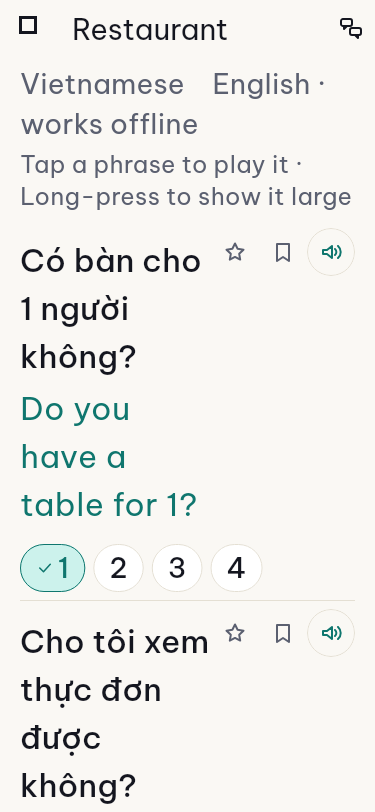 Restaurant
Vietnamese English ·
works offline
Tap a phrase to play it ·
Long-press to show it large
Có bàn cho
1 người
không?
Do you
have a
table for 1?
1 2 3 4
Cho tôi xem
thực đơn
được
không?